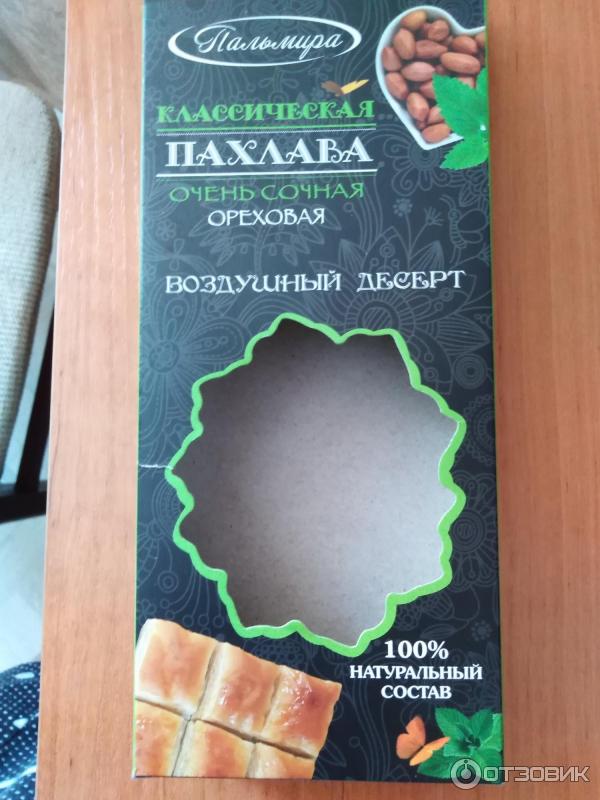 Пальмира
КЛАССИЧЕСКАЯ
ПАХЛАВА
ОЧЕНЬ СОЧНАЯ
ОРЕХОВАЯ
ВОЗДУШНЫЙ ДЕСЕРТ
100%
НАТУРАЛЬНЫЙ
СОСТАВ
ОТЗОВИК